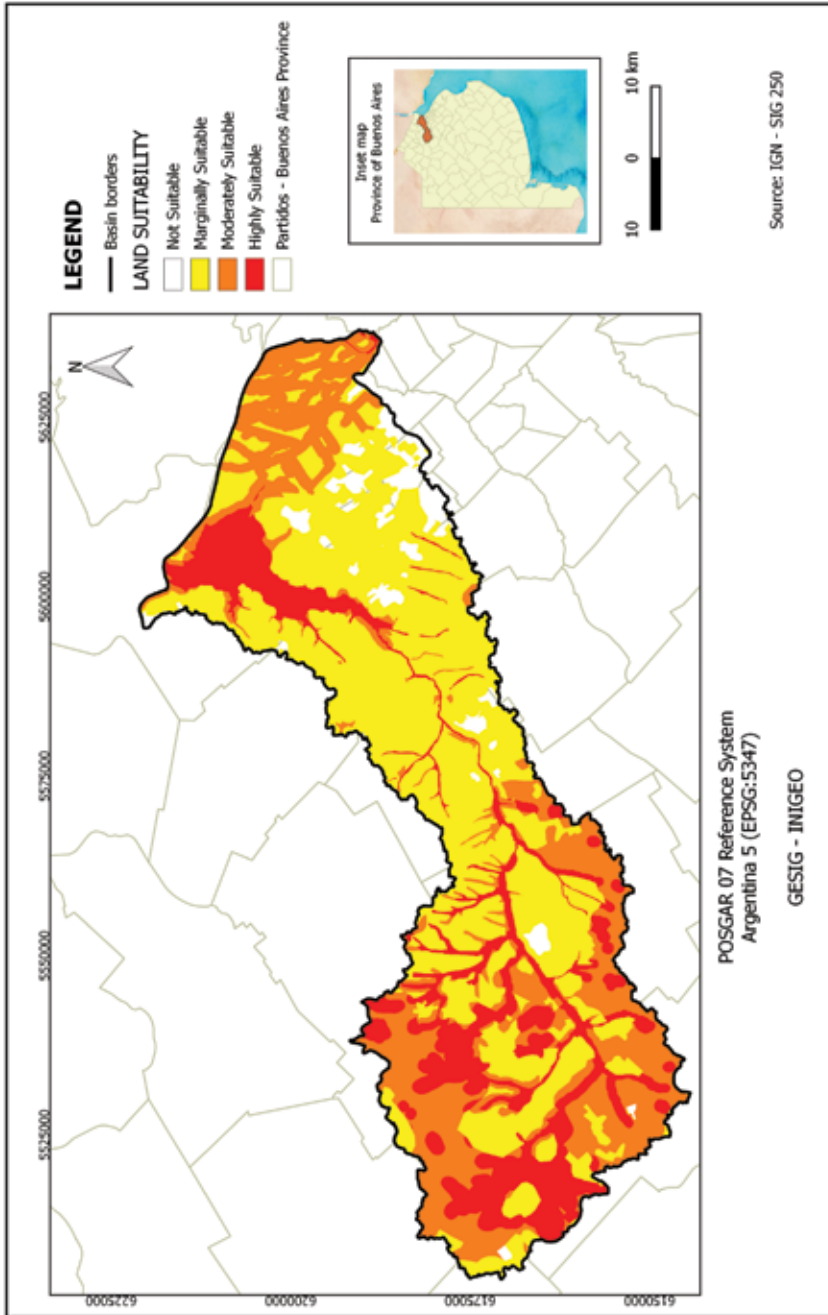 5525000
5550000
5575000
5600000
5625000
6225000
6200000
6175000
6150000
N
LEGEND
Basin borders
LAND SUITABILITY
Not Suitable
Marginally Suitable
Moderately Suitable
Highly Suitable
Partidos - Buenos Aires Province
Inset map
Province of Buenos Aires
10 0 10 km
Source: IGN - SIG 250
POSGAR 07 Reference System
Argentina 5 (EPSG:5347)
GESIG - INIGEO